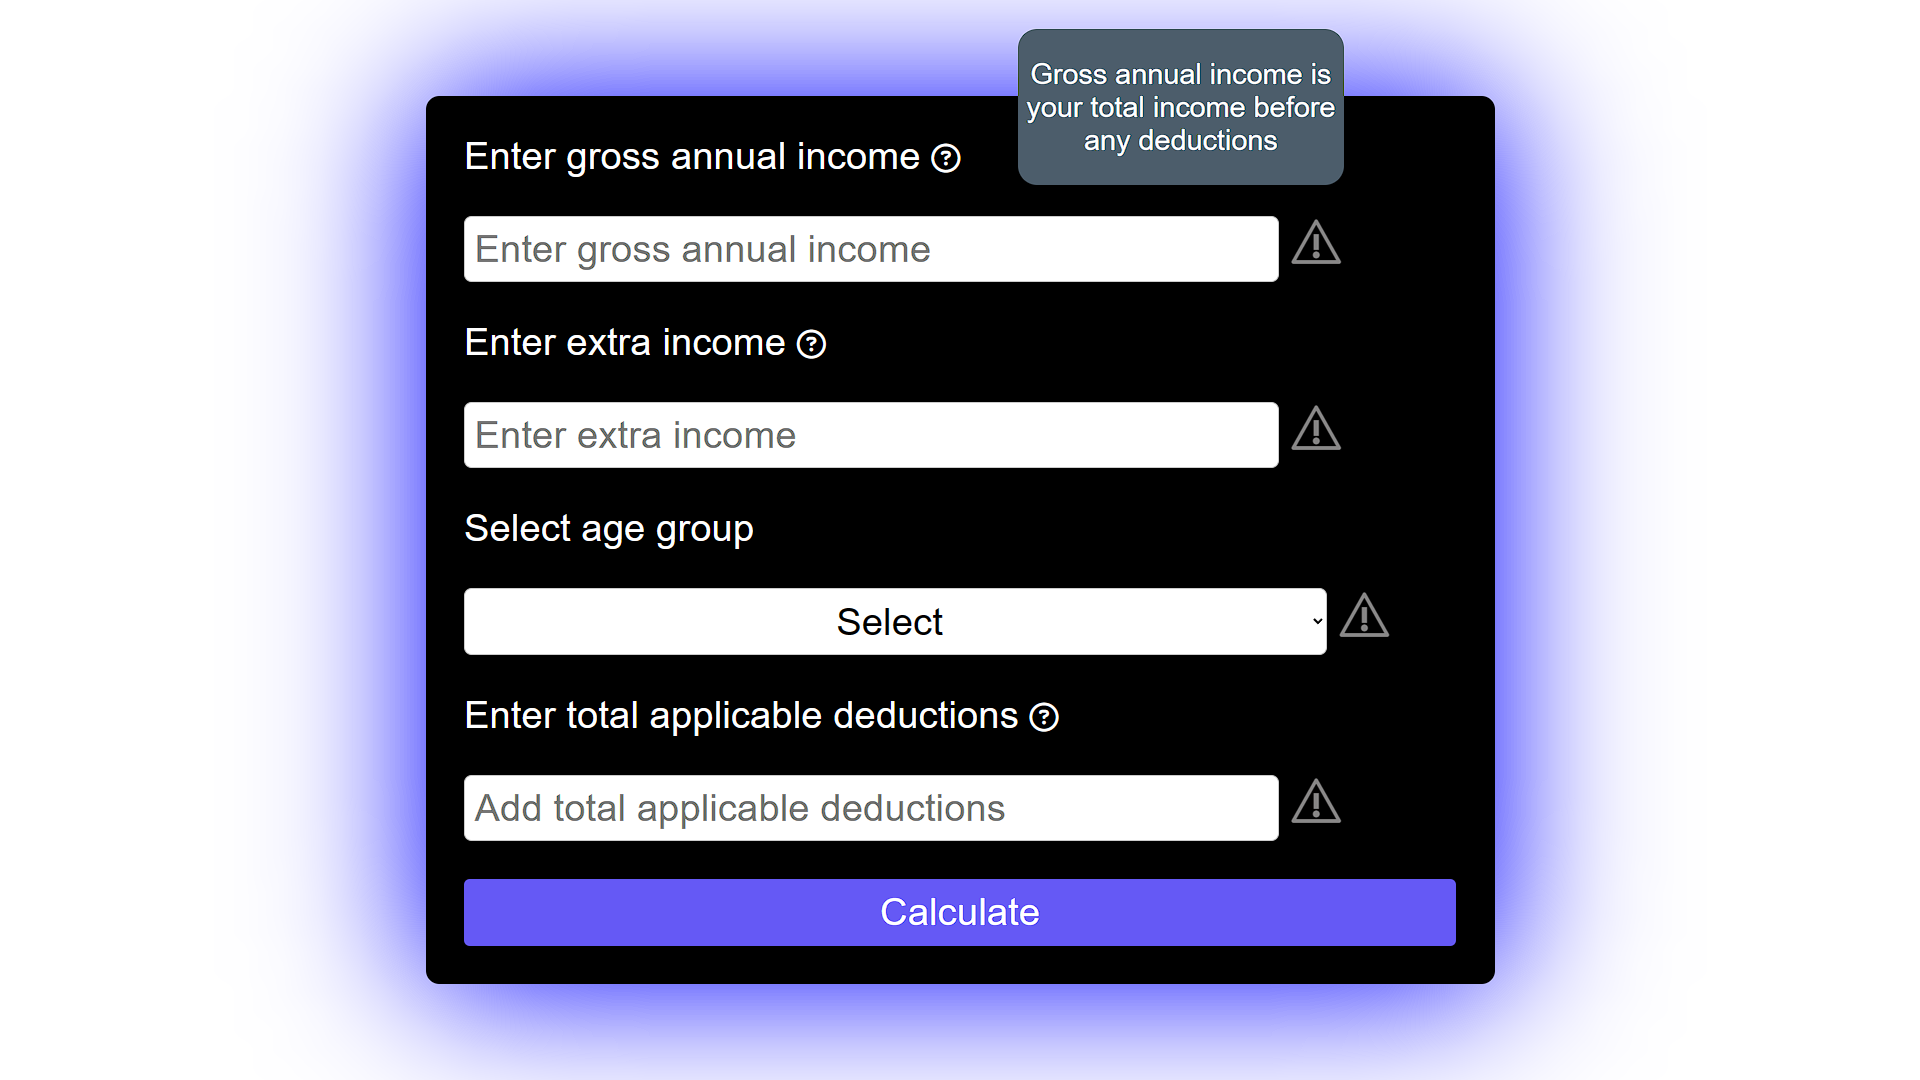 Gross annual income is
your total income before
any deductions
Enter gross annual income
Enter gross annual income
Enter extra income
Enter extra income
Select age group
Select
Enter total applicable deductions
Add total applicable deductions
Calculate